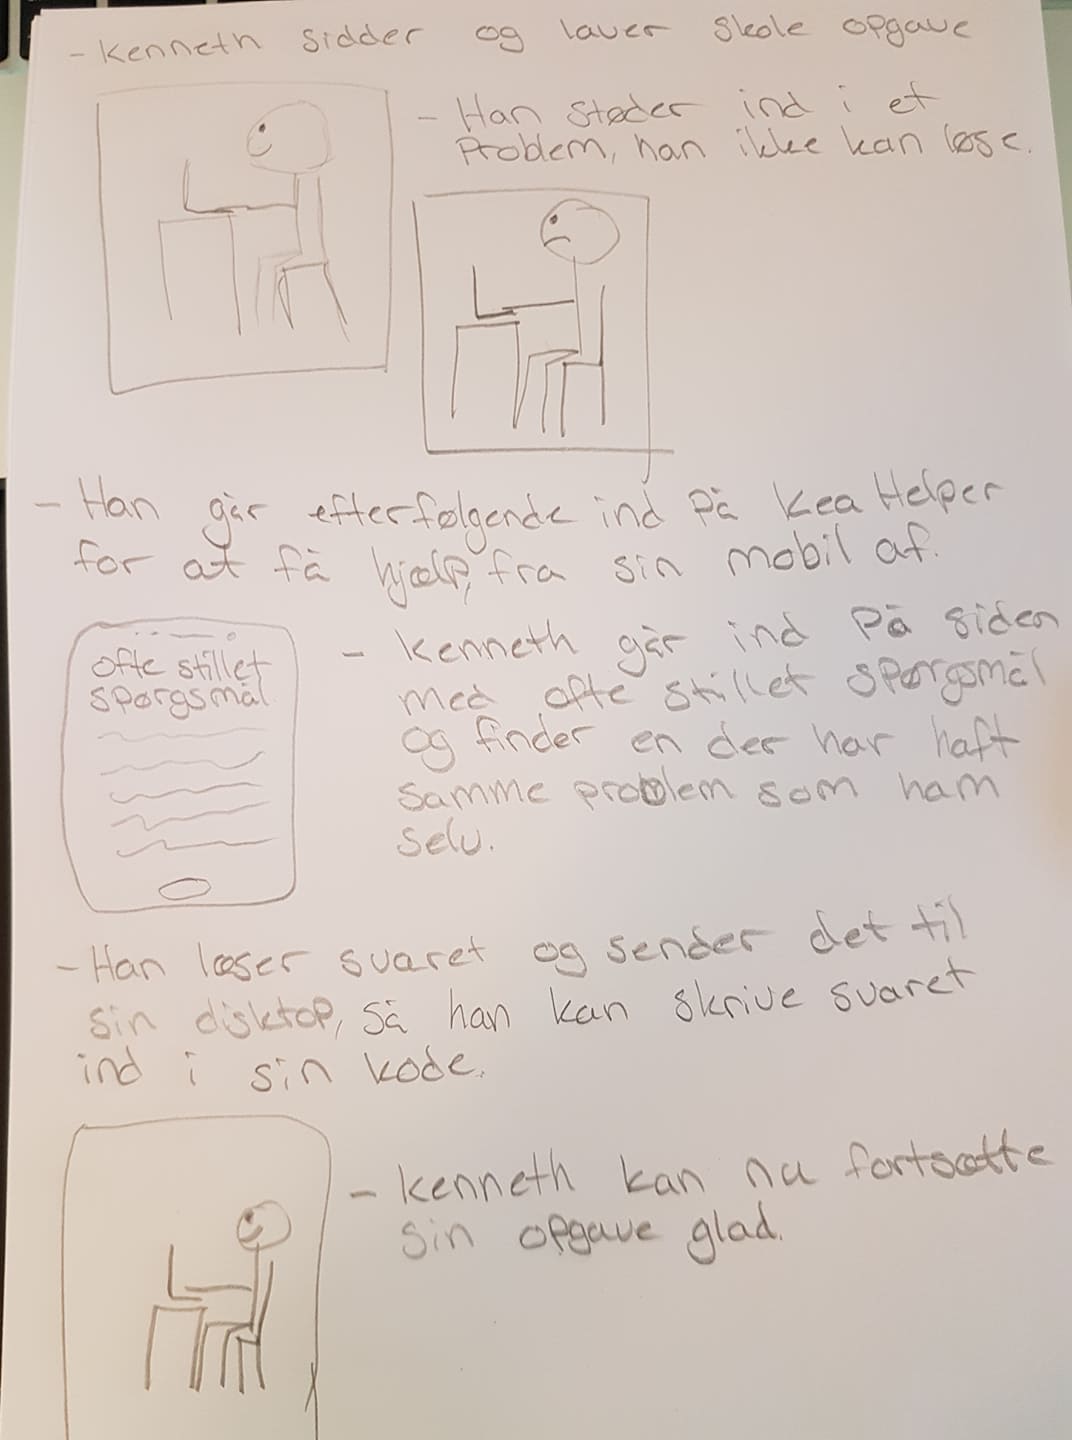 - Kenneth sidder og laver skole opgave
- Han støder ind i et
problem, han ikke kan løse.
- Han går efterfølgende ind på Kea Helper
for at få hjælp, fra sin mobil af.
ofte stillet
spørgsmål
- Kenneth går ind på siden
med ofte stillet spørgsmål
og finder en der har haft
samme problem som ham
selv.
- Han læser svaret og sender det til
sin disktop, så han kan skrive svaret
ind i sin kode.
- Kenneth kan nu fortsætte
sin opgave glad.